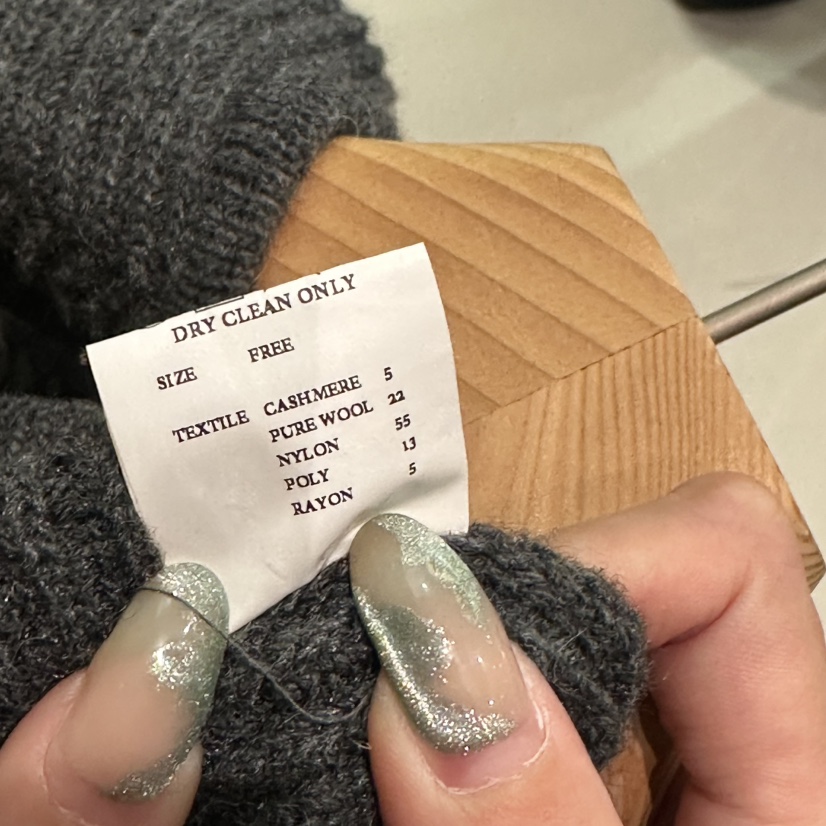 DRY CLEAN ONLY
SIZE FREE
TEXTILE CASHMERE 5
PURE WOOL 22
NYLON 55
POLY 13
RAYON 5